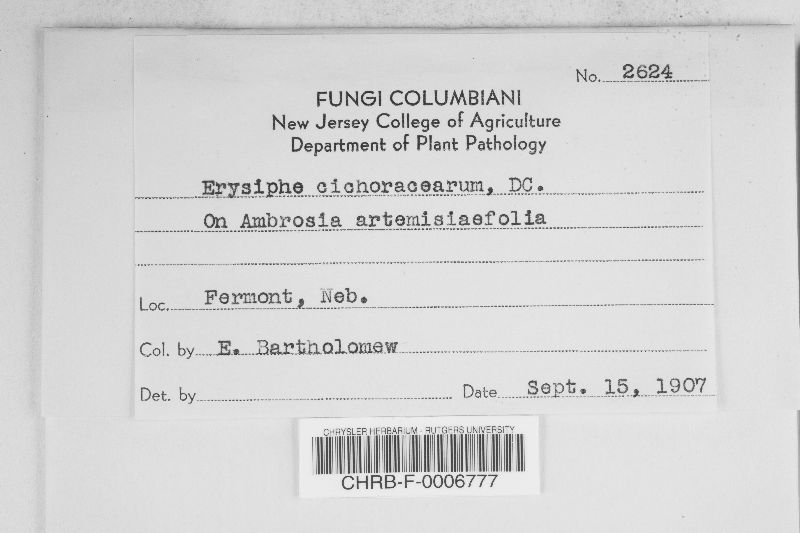 No. 2624
FUNGI COLUMBIANI
New Jersey College of Agriculture
Department of Plant Pathology
Erysiphe cichoracearum, DC.
On Ambrosia artemisiaefolia
Loc. Fermont, Neb.
Col. by E. Bartholomew
Det. by Date Sept. 15, 1907
CHRYSLER HERBARIUM - RUTGERS UNIVERSITY
CHRB-F-0006777